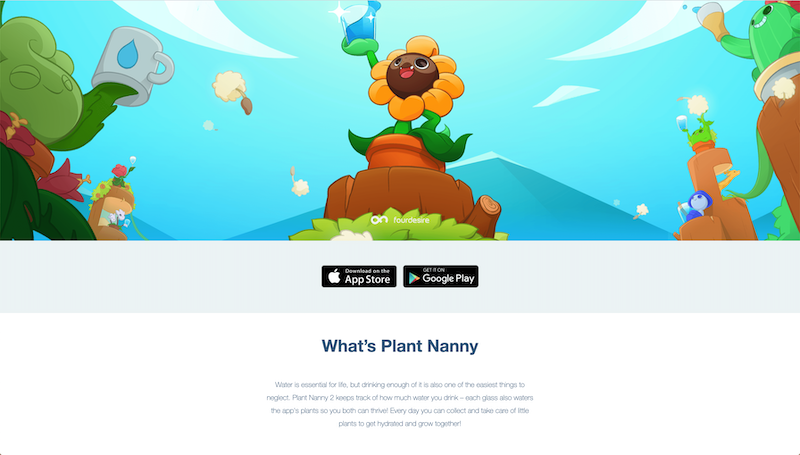 fourdesire
Download on the
App Store
GET IT ON
Google Play
What's Plant Nanny
Water is essential for life, but drinking enough of it is also one of the easiest things to
neglect. Plant Nanny 2 keeps track of how much water you drink – each glass also waters
the app's plants so you both can thrive! Every day you can collect and take care of little
plants to get hydrated and grow together!